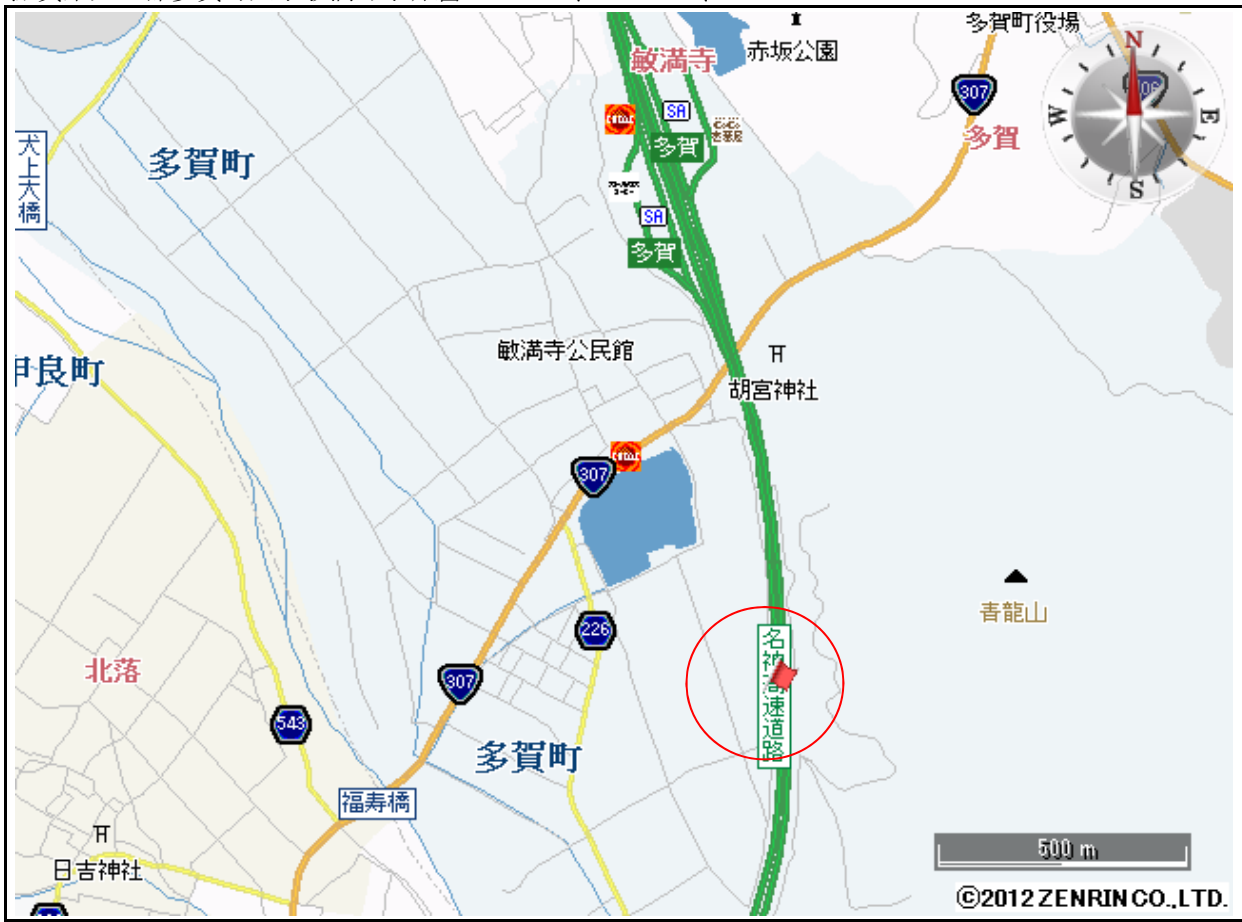 多賀町役場
赤坂公園
敏満寺
307
N
W
E
S
SA
多賀
多賀
犬上大橋
多賀町
SA
多賀
敏満寺公民館
胡宮神社
良町
307
青龍山
226
名神高速道路
北落
307
543
多賀町
福寿橋
日吉神社
500 m
©2012 ZENRIN CO.,LTD.